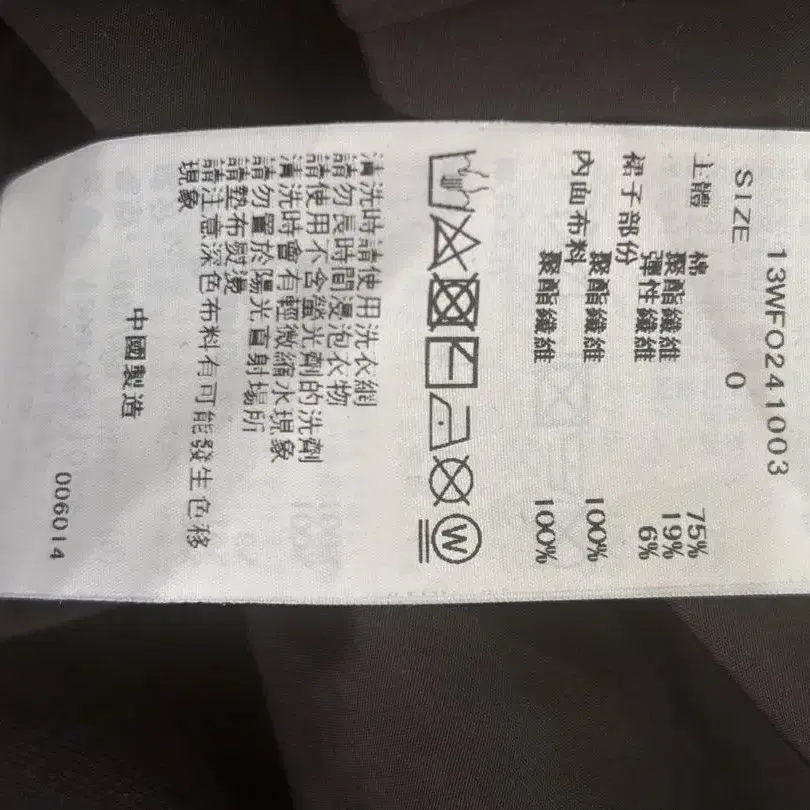 13WFO241003
SIZE 0
主體 棉 75%
聚酯纖維 19%
彈性纖維 6%
裙子部份
聚酯纖維 100%
內面布料
聚酯纖維 100%
W
清洗時請使用洗衣網
請勿長時間浸泡衣物
請使用不含螢光劑的洗劑
清洗時會有輕微縮水現象
請勿置於陽光直射場所
請墊布熨燙
請注意深色布料有可能發生色移
現象
中國製造
006014